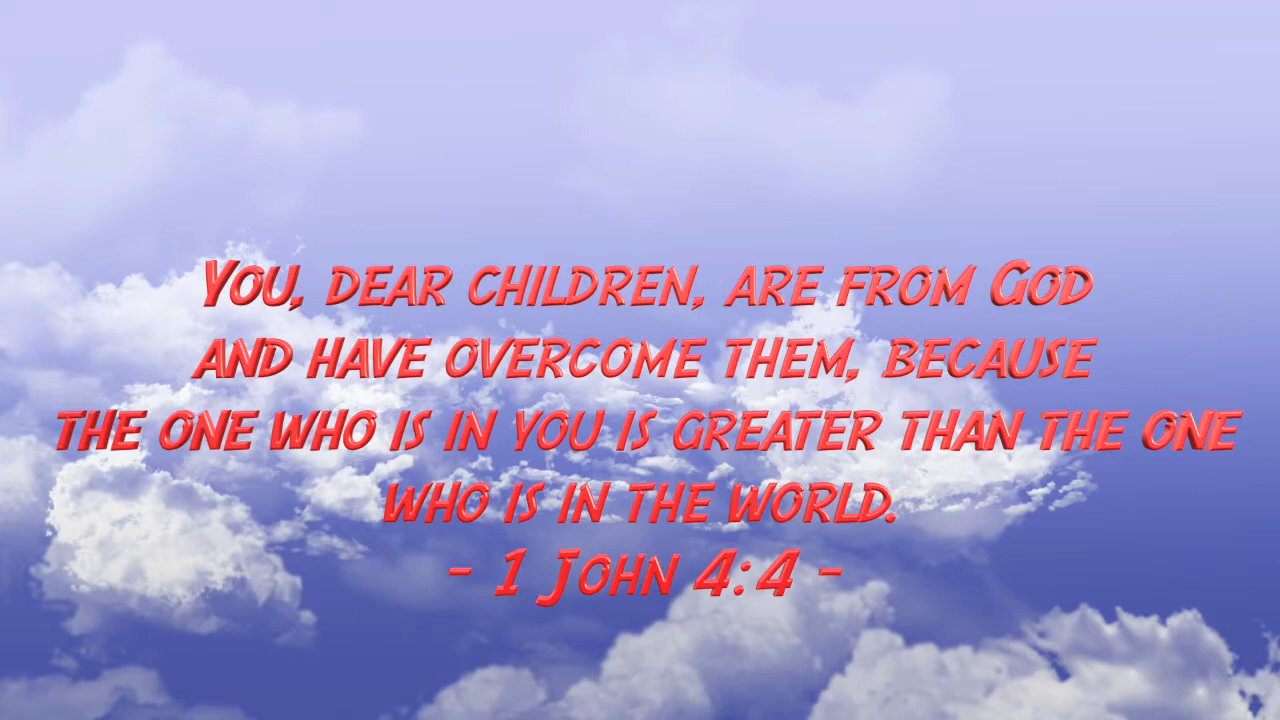 You, dear children, are from God
and have overcome them, because
the one who is in you is greater than the one
who is in the world.
- 1 John 4:4 -